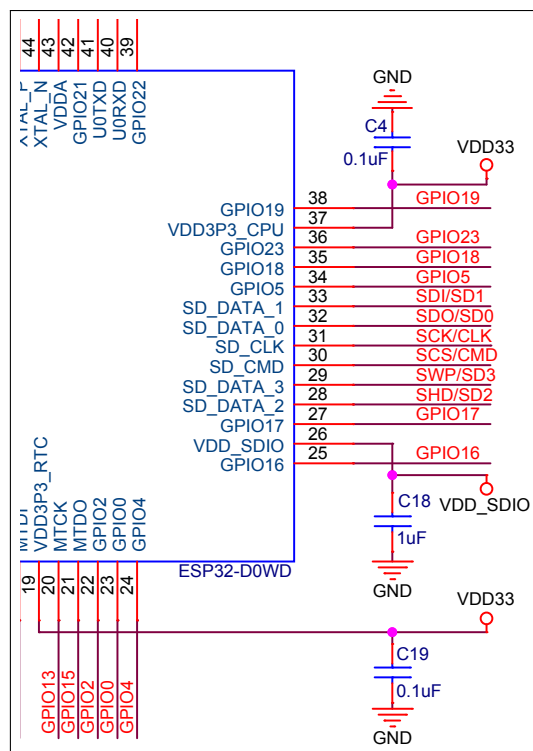 44
43
42
41
40
39
XTAL_N
VDDA
GPIO21
U0TXD
U0RXD
GPIO22
GND
C4
0.1uF
VDD33
GPIO19 38 GPIO19
VDD3P3_CPU 37
GPIO23 36 GPIO23
GPIO18 35 GPIO18
GPIO5 34 GPIO5
SD_DATA_1 33 SDI/SD1
SD_DATA_0 32 SDO/SD0
SD_CLK 31 SCK/CLK
SD_CMD 30 SCS/CMD
SD_DATA_3 29 SWP/SD3
SD_DATA_2 28 SHD/SD2
GPIO17 27 GPIO17
VDD_SDIO 26
GPIO16 25 GPIO16
VDD_SDIO
C18
1uF
GND
MTDI
VDD3P3_RTC
MTCK
MTDO
GPIO2
GPIO0
GPIO4
ESP32-D0WD
19
20
21
22
23
24
VDD33
C19
0.1uF
GND
GPIO13
GPIO15
GPIO2
GPIO0
GPIO4